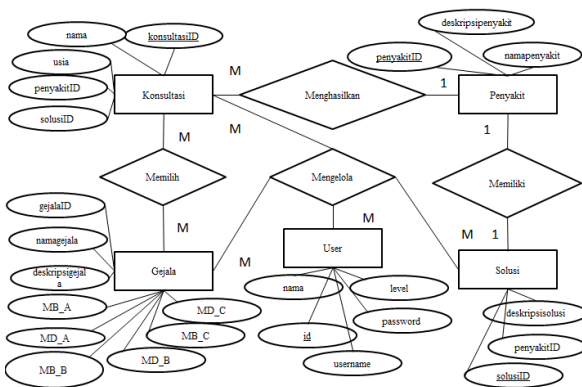 deskripsipenyakit
nama
konsultasiID
usia
penyakitID
namapenyakit
penyakitID
solusiID
Konsultasi
M
Menghasilkan
1
Penyakit
M
M
1
Memilih
Mengelola
Memiliki
gejalaID
namagejala
deskripsigejal
a
M
M
M
M
1
Gejala
User
Solusi
MB_A
MD_A
MB_B
MD_B
MB_C
MD_C
nama
id
username
password
level
deskripsisolusi
penyakitID
solusiID